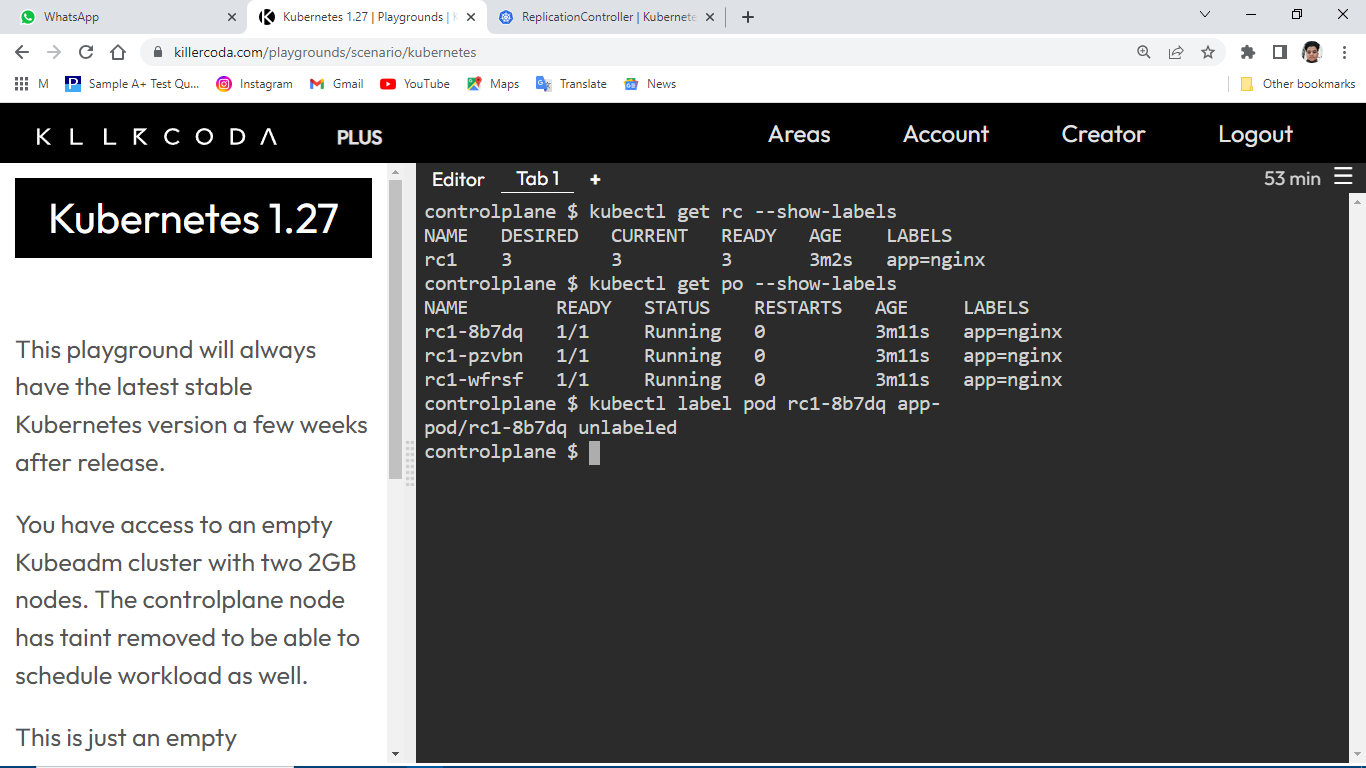 WhatsApp
Kubernetes 1.27 | Playgrounds |
ReplicationController | Kubernete
killercoda.com/playgrounds/scenario/kubernetes
M
Sample A+ Test Qu...
Instagram
Gmail
YouTube
Maps
Translate
News
Other bookmarks
KILLERCODA PLUS
Areas
Account
Creator
Logout
Kubernetes 1.27
This playground will always
have the latest stable
Kubernetes version a few weeks
after release.
You have access to an empty
Kubeadm cluster with two 2GB
nodes. The controlplane node
has taint removed to be able to
schedule workload as well.
This is just an empty
Editor Tab 1 +
53 min
controlplane $ kubectl get rc --show-labels
NAME   DESIRED   CURRENT   READY   AGE    LABELS
rc1    3         3         3       3m2s   app=nginx
controlplane $ kubectl get po --show-labels
NAME        READY   STATUS    RESTARTS   AGE     LABELS
rc1-8b7dq   1/1     Running   0          3m11s   app=nginx
rc1-pzvbn   1/1     Running   0          3m11s   app=nginx
rc1-wfrsf   1/1     Running   0          3m11s   app=nginx
controlplane $ kubectl label pod rc1-8b7dq app-
pod/rc1-8b7dq unlabeled
controlplane $